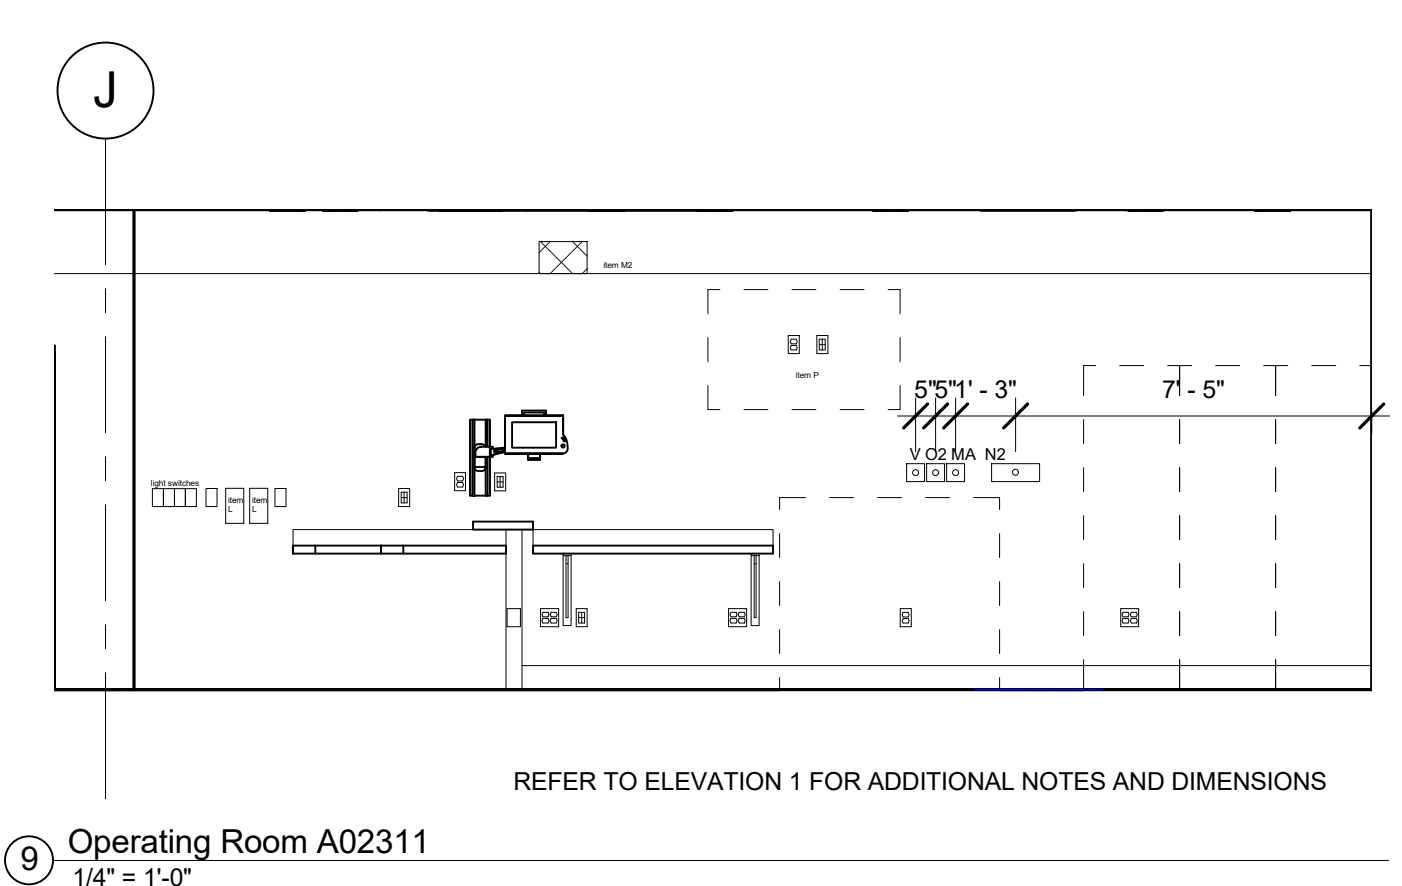 J
item M2
item P
5" 5" 1' - 3" 7' - 5"
V O2 MA N2
light switches
item item
L L
REFER TO ELEVATION 1 FOR ADDITIONAL NOTES AND DIMENSIONS
9 Operating Room A02311
1/4" = 1'-0"